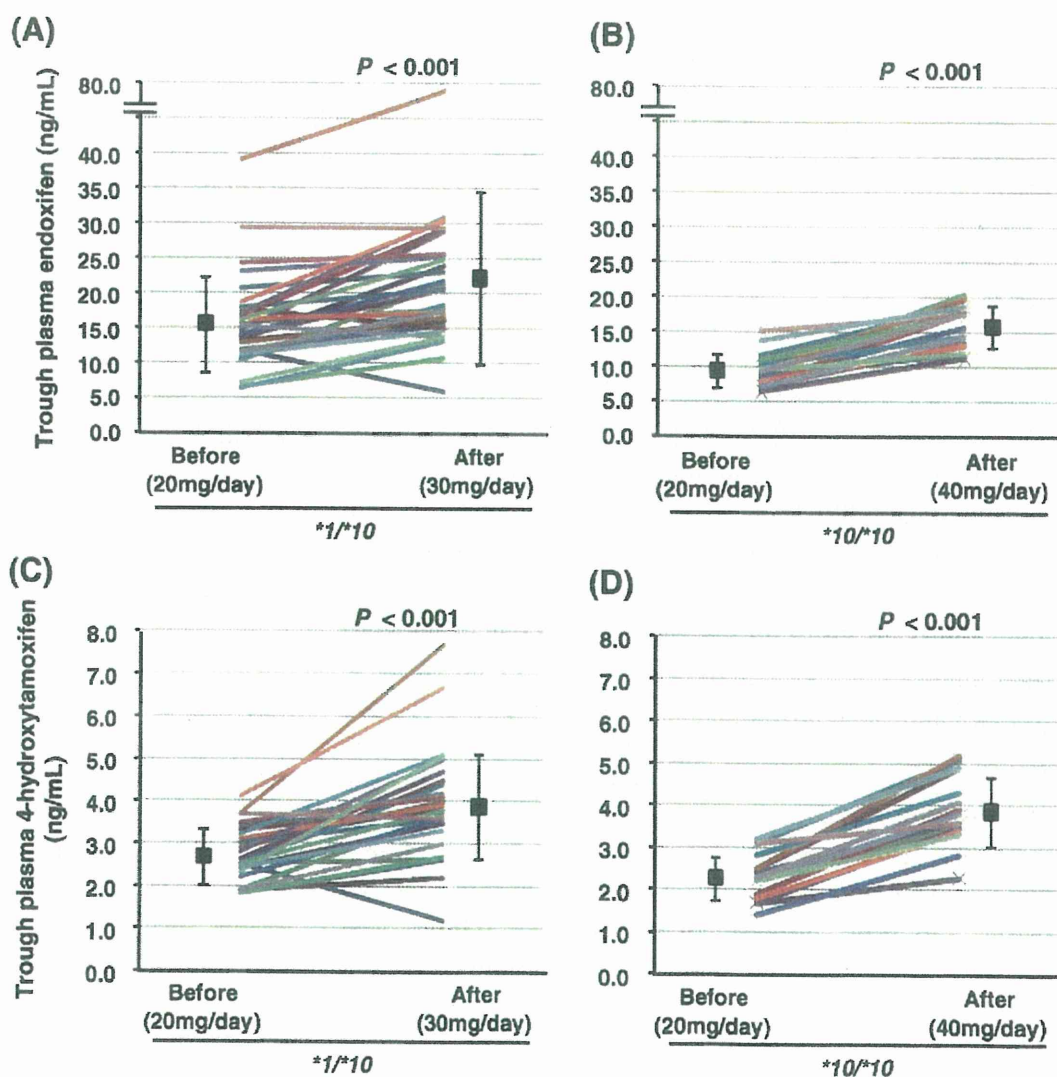 (A)
P < 0.001
Trough plasma endoxifen (ng/mL)
80.0
40.0
35.0
30.0
25.0
20.0
15.0
10.0
5.0
0.0
Before
(20mg/day)
After
(30mg/day)
*1/*10
(B)
P < 0.001
80.0
40.0
35.0
30.0
25.0
20.0
15.0
10.0
5.0
0.0
Before
(20mg/day)
After
(40mg/day)
*10/*10
(C)
P < 0.001
Trough plasma 4-hydroxytamoxifen
(ng/mL)
8.0
7.0
6.0
5.0
4.0
3.0
2.0
1.0
0.0
Before
(20mg/day)
After
(30mg/day)
*1/*10
(D)
P < 0.001
8.0
7.0
6.0
5.0
4.0
3.0
2.0
1.0
0.0
Before
(20mg/day)
After
(40mg/day)
*10/*10